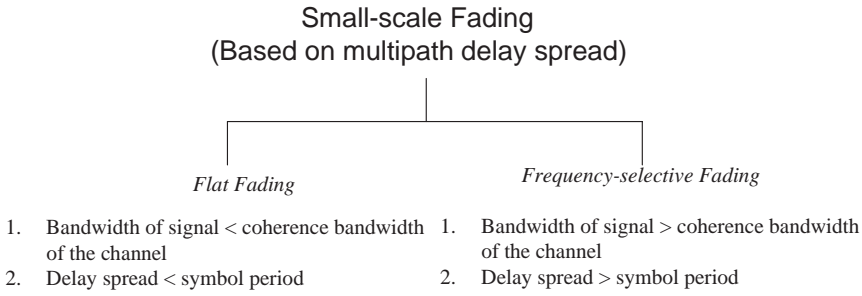 Small-scale Fading
(Based on multipath delay spread)
Flat Fading
1. Bandwidth of signal < coherence bandwidth
of the channel
2. Delay spread < symbol period
Frequency-selective Fading
1. Bandwidth of signal > coherence bandwidth
of the channel
2. Delay spread > symbol period